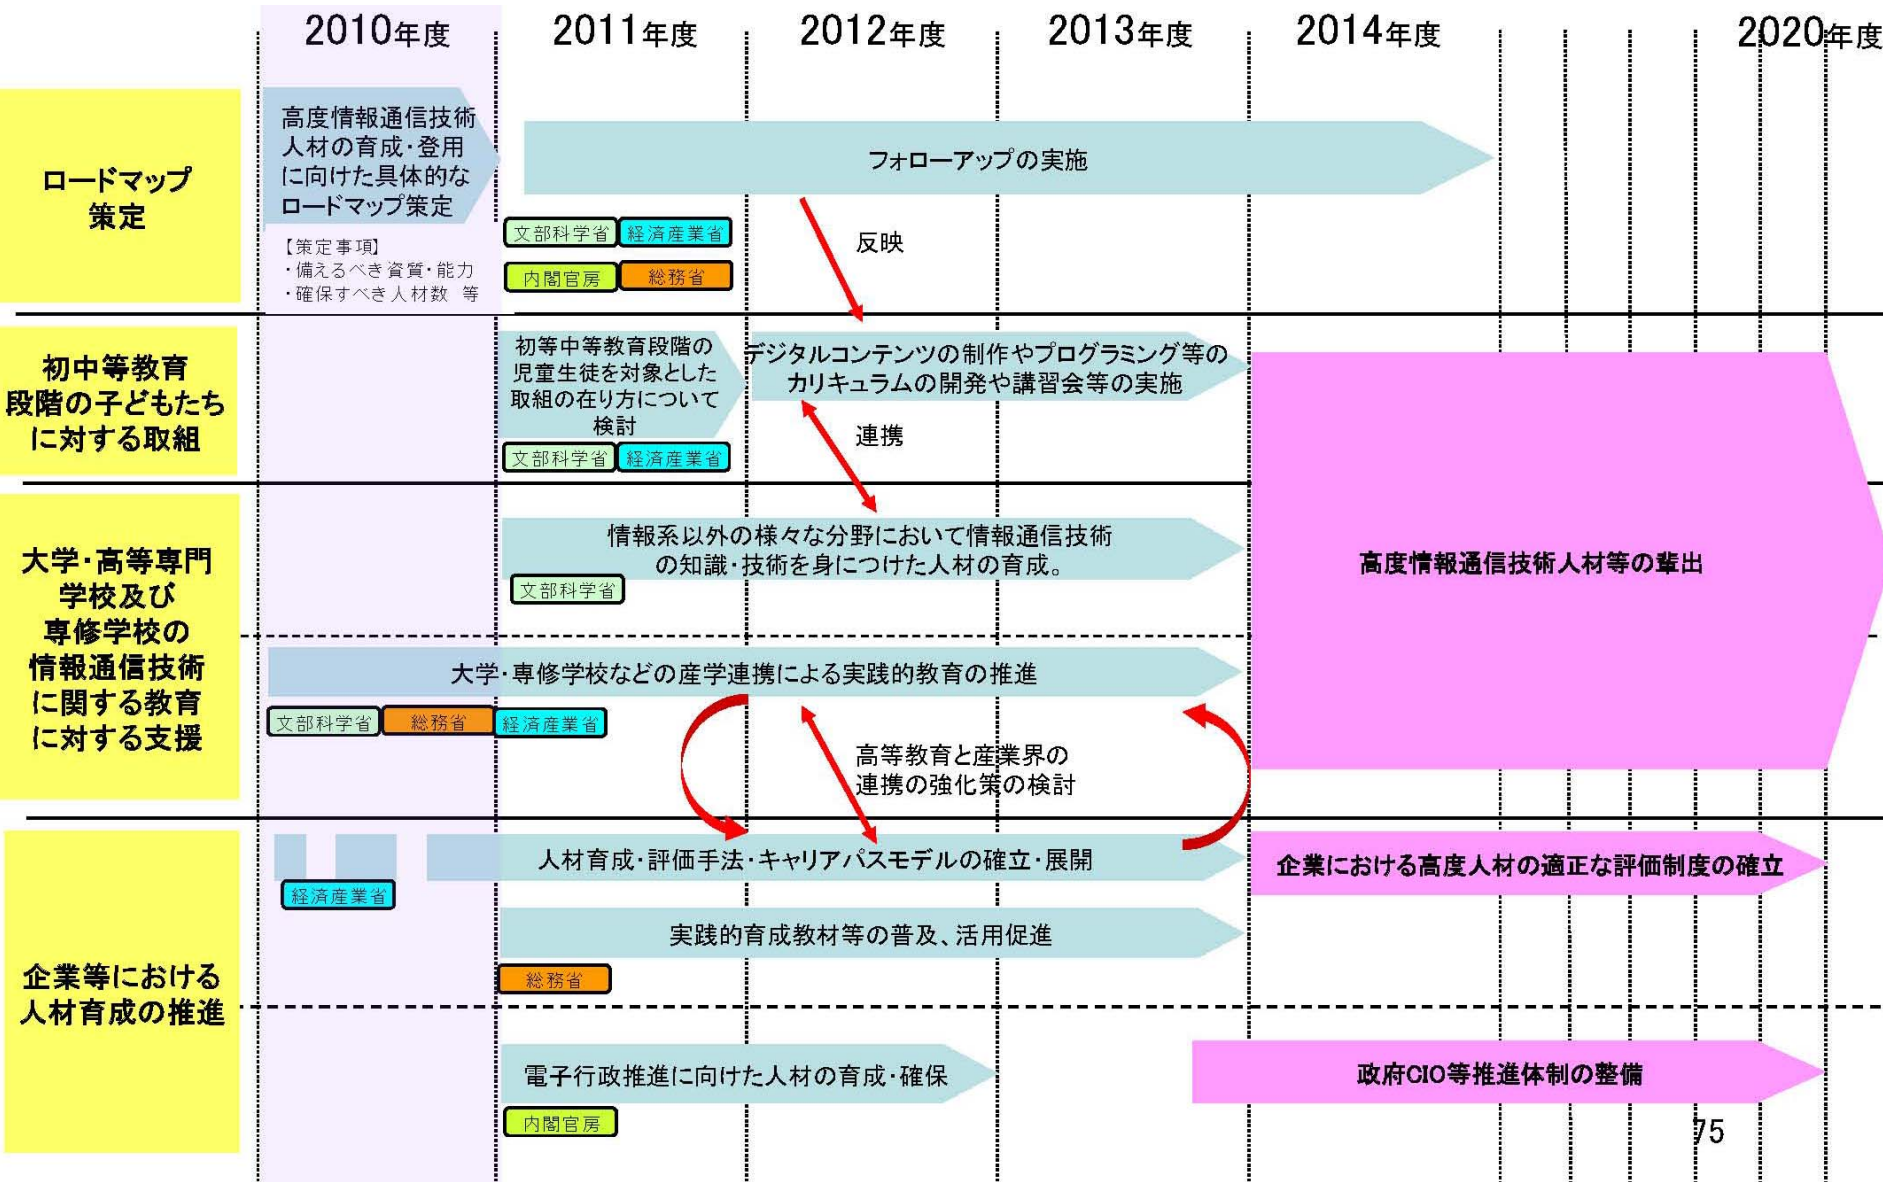 2010年度
2011年度
2012年度
2013年度
2014年度
2020年度
ロードマップ
策定
高度情報通信技術
人材の育成・登用
に向けた具体的な
ロードマップ策定
【策定事項】
・備えるべき資質・能力
・確保すべき人材数 等
フォローアップの実施
文部科学省
経済産業省
内閣官房
総務省
反映
初中等教育
段階の子どもたち
に対する取組
初等中等教育段階の
児童生徒を対象とした
取組の在り方について
検討
文部科学省
経済産業省
デジタルコンテンツの制作やプログラミング等の
カリキュラムの開発や講習会等の実施
連携
大学・高等専門
学校及び
専修学校の
情報通信技術
に関する教育
に対する支援
情報系以外の様々な分野において情報通信技術
の知識・技術を身につけた人材の育成。
文部科学省
大学・専修学校などの産学連携による実践的教育の推進
文部科学省
総務省
経済産業省
高等教育と産業界の
連携の強化策の検討
高度情報通信技術人材等の輩出
企業等における
人材育成の推進
人材育成・評価手法・キャリアパスモデルの確立・展開
経済産業省
企業における高度人材の適正な評価制度の確立
実践的育成教材等の普及、活用促進
総務省
電子行政推進に向けた人材の育成・確保
内閣官房
政府CIO等推進体制の整備
75